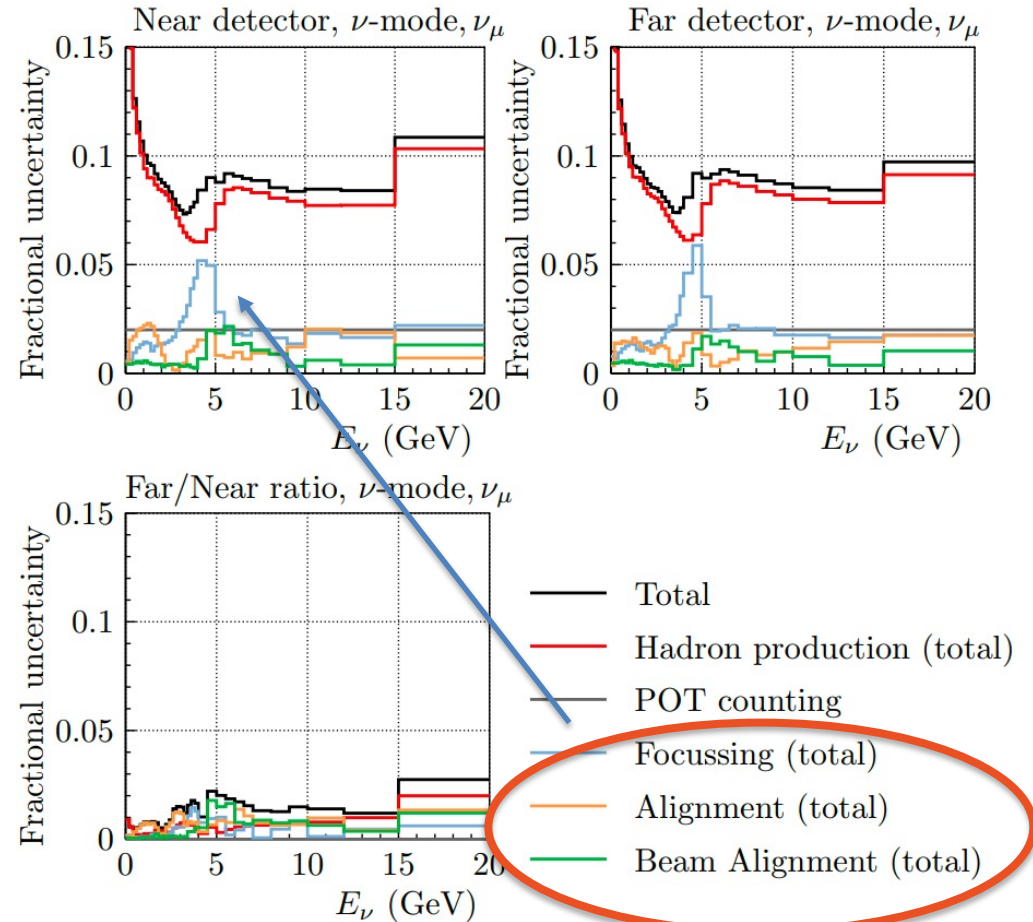 Near detector, ν-mode, νμ
Fractional uncertainty
0.15
0.1
0.05
0
0 5 10 15 20
Eν (GeV)
Far detector, ν-mode, νμ
Fractional uncertainty
0.15
0.1
0.05
0
0 5 10 15 20
Eν (GeV)
Far/Near ratio, ν-mode, νμ
Fractional uncertainty
0.15
0.1
0.05
0
0 5 10 15 20
Eν (GeV)
Total
Hadron production (total)
POT counting
Focussing (total)
Alignment (total)
Beam Alignment (total)